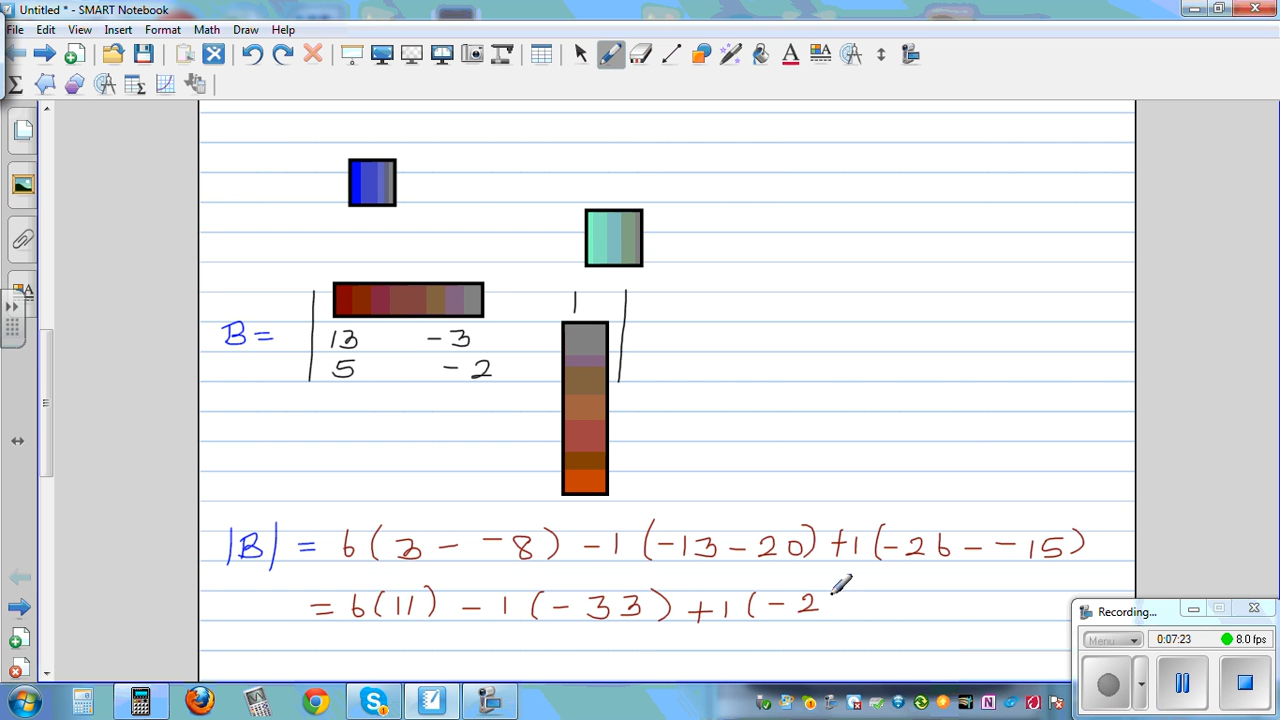 Untitled * - SMART Notebook
File Edit View Insert Format Math Draw Help
1
B = 13 -3
5 -2
|B| = 6(3 - -8) -1(-13-20) +1(-26 - -15)
= 6(11) -1(-33) +1(-2
Recording...
Menu 0:07:23 8.0 fps